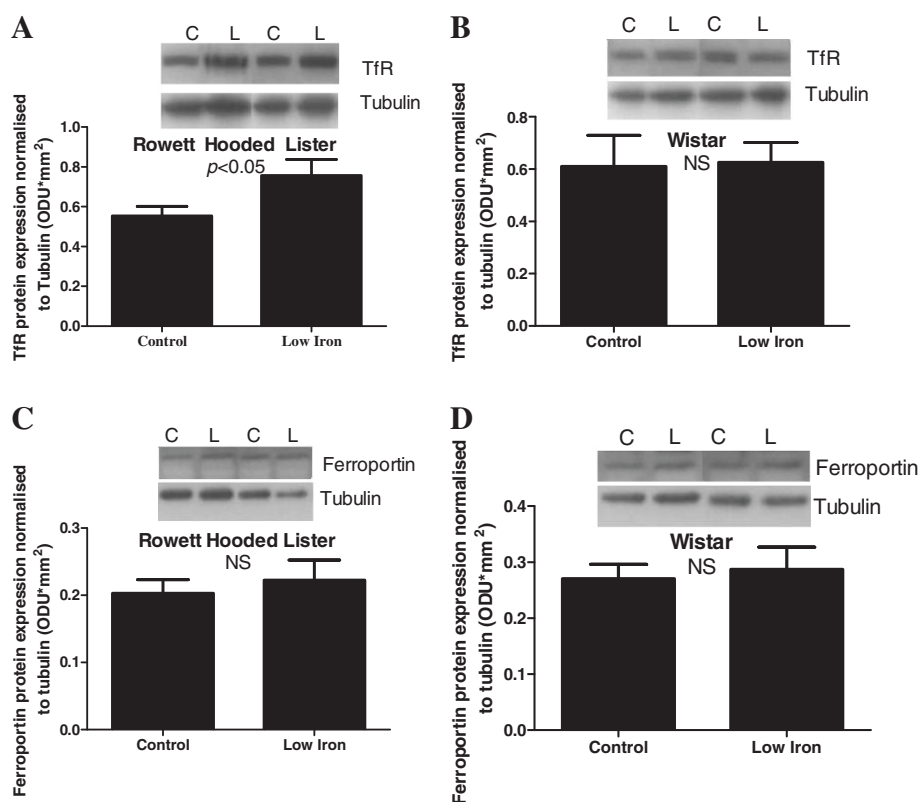 A
C L C L
TfR
Tubulin
TfR protein expression normalised
to Tubulin (ODU*mm²)
1.0
0.8
0.6
0.4
0.2
0.0
Rowett Hooded Lister
p<0.05
Control Low Iron
B
C L C L
TfR
Tubulin
TfR protein expression normalised
to tubulin (ODU*mm²)
0.8
0.6
0.4
0.2
0.0
Wistar
NS
Control Low Iron
C
C L C L
Ferroportin
Tubulin
Ferroportin protein expression normalised
to tubulin (ODU*mm²)
0.3
0.2
0.1
0.0
Rowett Hooded Lister
NS
Control Low Iron
D
C L C L
Ferroportin
Tubulin
Ferroportin protein expression normalised
to tubulin (ODU*mm²)
0.4
0.3
0.2
0.1
0.0
Wistar
NS
Control Low Iron